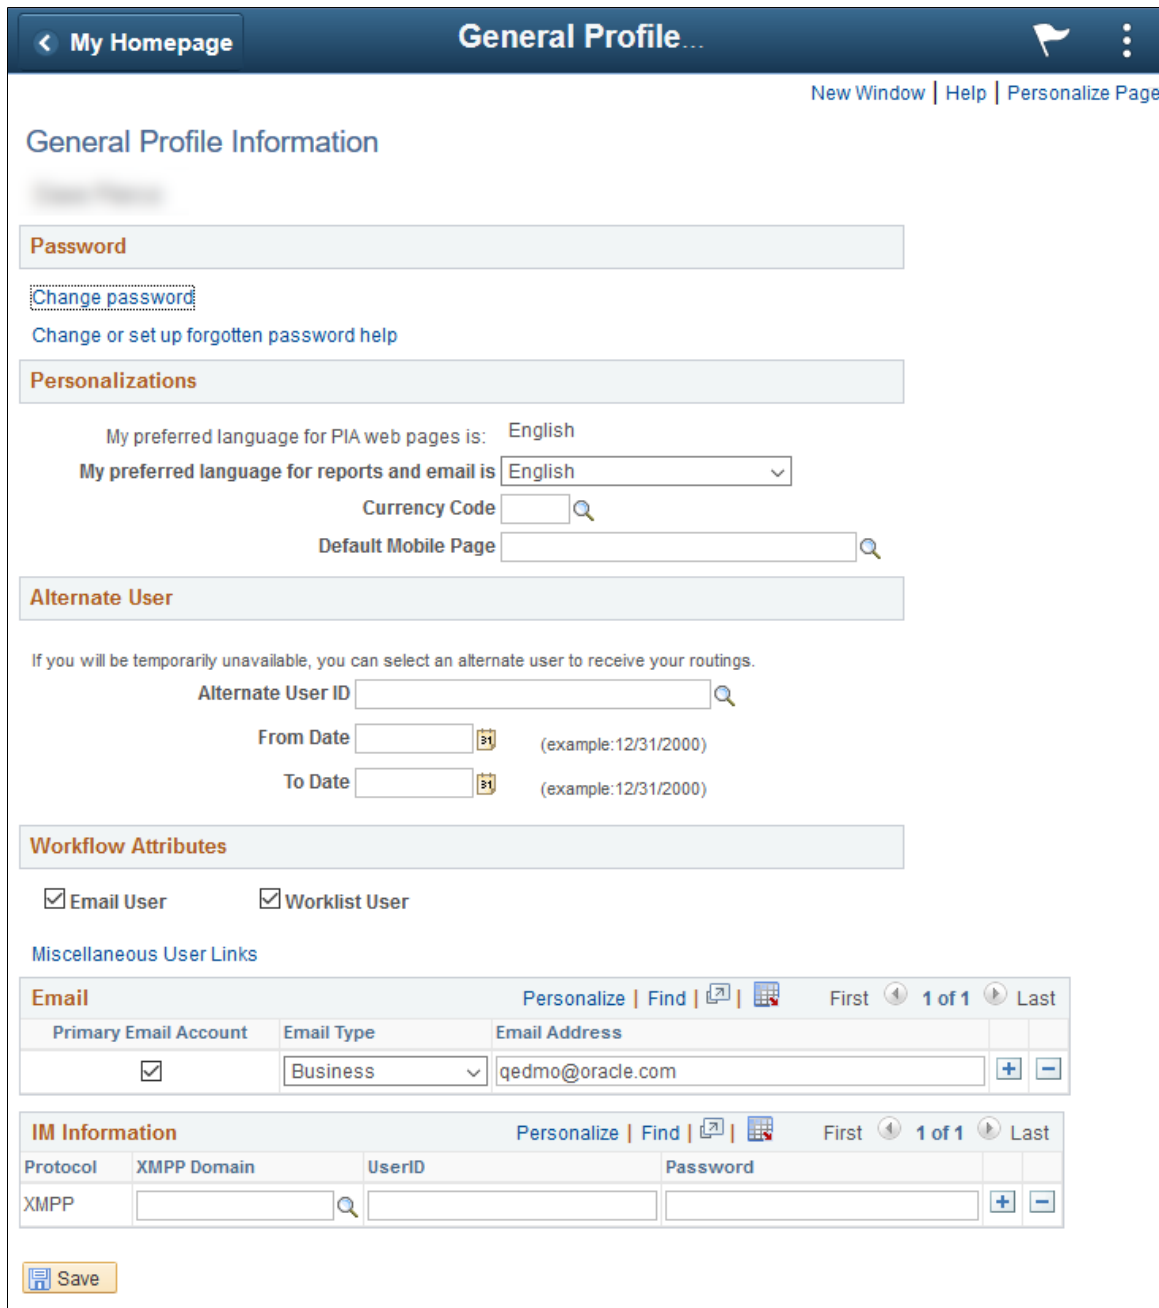 My Homepage General Profile...
New Window | Help | Personalize Page
General Profile Information
Password
Change password
Change or set up forgotten password help
Personalizations
My preferred language for PIA web pages is: English
My preferred language for reports and email is English
Currency Code
Default Mobile Page
Alternate User
If you will be temporarily unavailable, you can select an alternate user to receive your routings.
Alternate User ID
From Date 31 (example:12/31/2000)
To Date 31 (example:12/31/2000)
Workflow Attributes
Email User Worklist User
Miscellaneous User Links
Email Personalize | Find | | First 1 of 1 Last
Primary Email Account Email Type Email Address
Business qedmo@oracle.com
IM Information Personalize | Find | | First 1 of 1 Last
Protocol XMPP Domain UserID Password
XMPP
Save